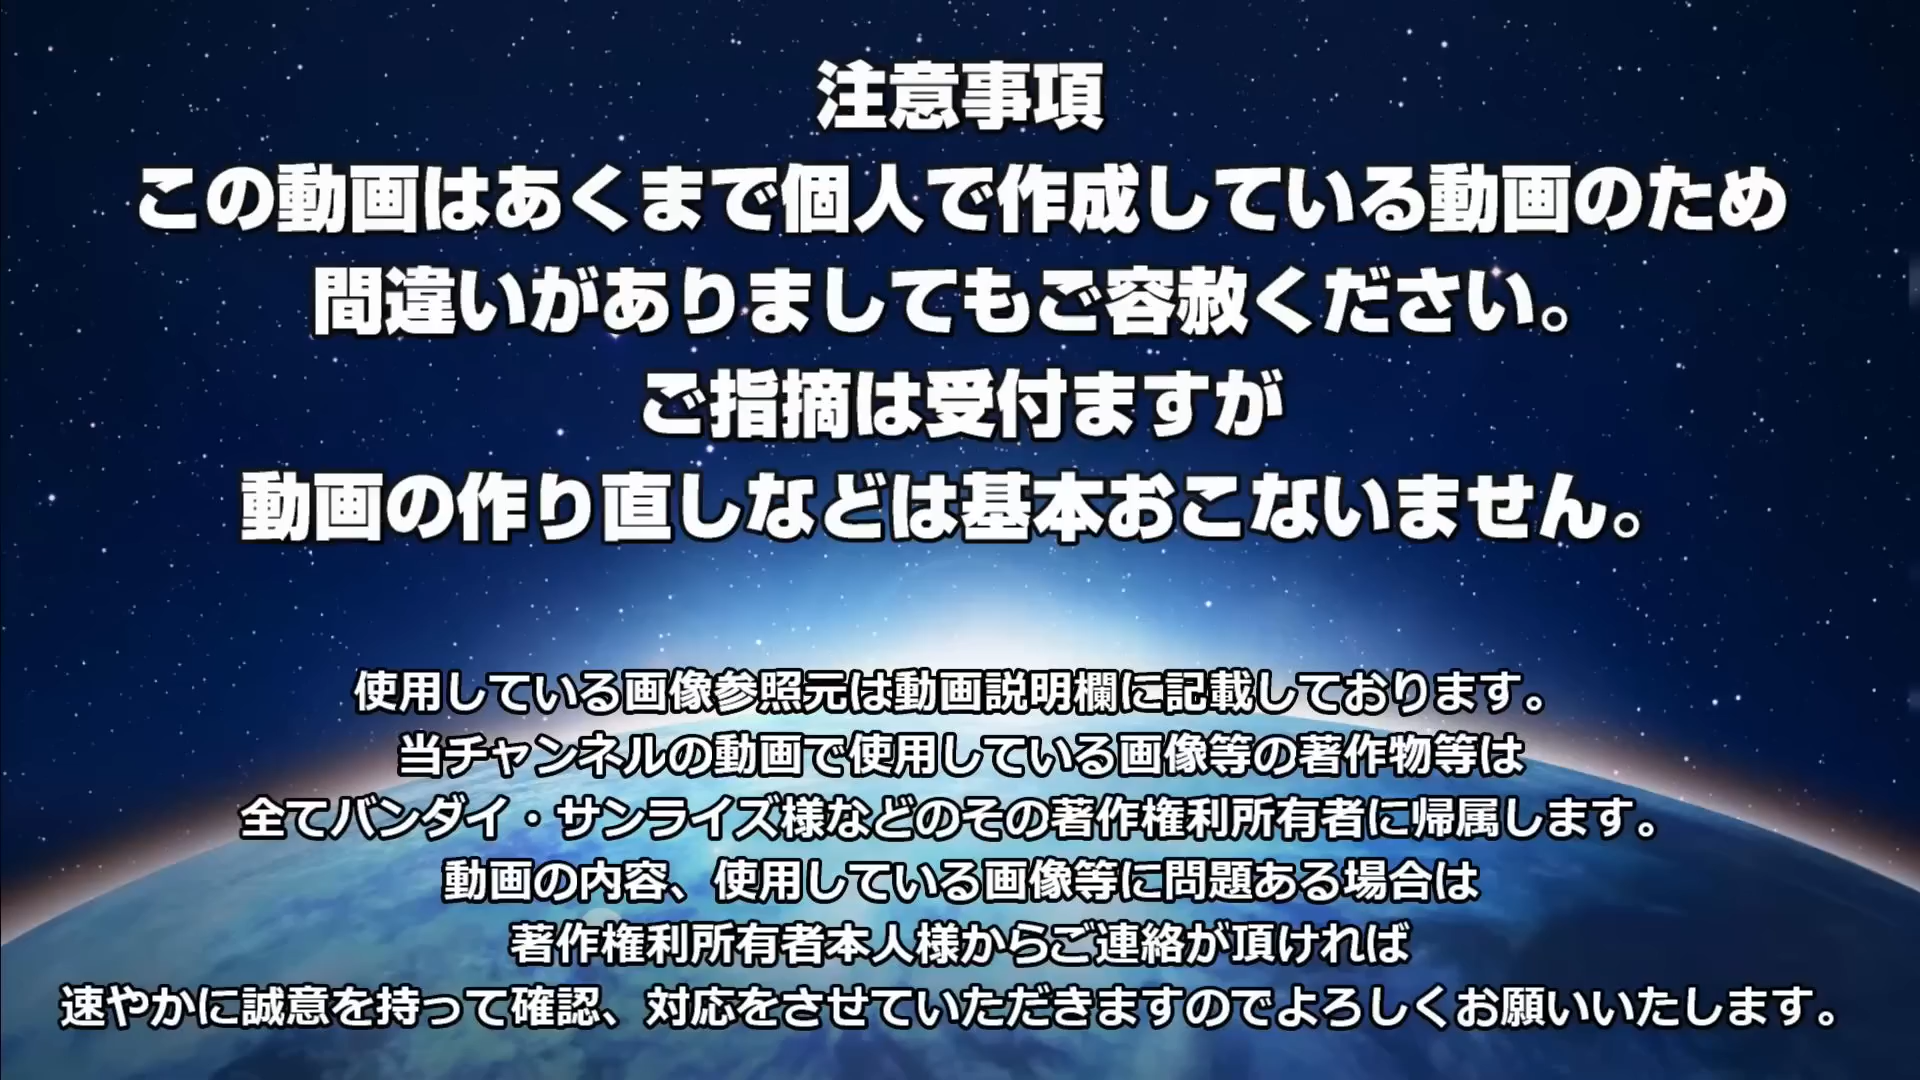 注意事項
この動画はあくまで個人で作成している動画のため
間違いがありましてもご容赦ください。
ご指摘は受付ますが
動画の作り直しなどは基本おこないません。
使用している画像参照元は動画説明欄に記載しております。
当チャンネルの動画で使用している画像等の著作物等は
全てバンダイ・サンライズ様などのその著作権利所有者に帰属します。
動画の内容、使用している画像等に問題ある場合は
著作権利所有者本人様からご連絡が頂ければ
速やかに誠意を持って確認、対応をさせていただきますのでよろしくお願いいたします。